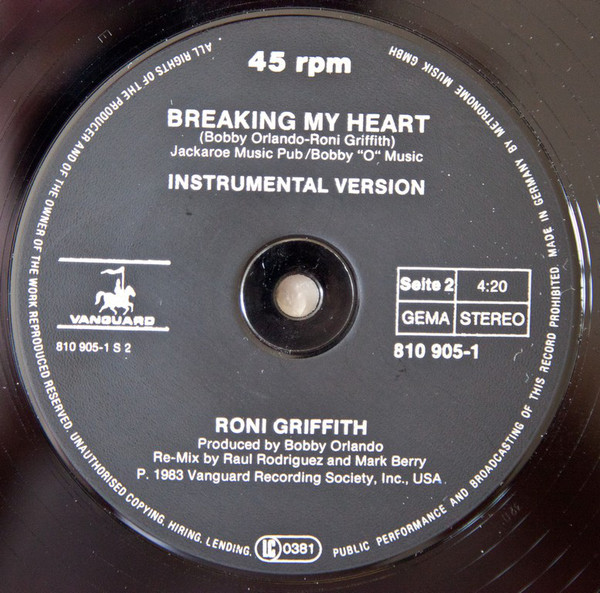 45 rpm
BREAKING MY HEART
(Bobby Orlando-Roni Griffith)
Jackaroe Music Pub/Bobby "O" Music
INSTRUMENTAL VERSION
VANGUARD
810 905-1 S 2
Seite 2 4:20
GEMA STEREO
810 905-1
RONI GRIFFITH
Produced by Bobby Orlando
Re-Mix by Raul Rodriguez and Mark Berry
P. 1983 Vanguard Recording Society, Inc., USA
ALL RIGHTS OF THE PRODUCER AND OF THE OWNER OF THE WORK REPRODUCED RESERVED. UNAUTHORISED COPYING. HIRING. LENDING. LC 0381 PUBLIC PERFORMANCE AND BROADCASTING OF THIS RECORD PROHIBITED. MADE IN GERMANY BY METRONOME MUSIK GMBH